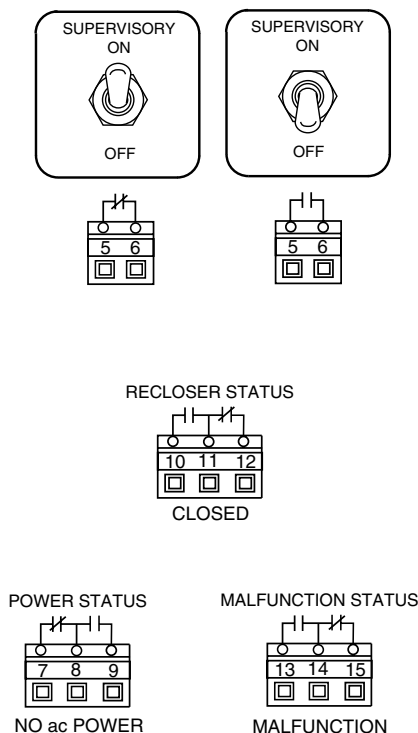 SUPERVISORY
ON
OFF
5 6
SUPERVISORY
ON
OFF
5 6
RECLOSER STATUS
10 11 12
CLOSED
POWER STATUS
7 8 9
NO ac POWER
MALFUNCTION STATUS
13 14 15
MALFUNCTION